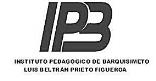 IPB
INSTITUTO PEDAGOGICO DE BARQUISIMETO
LUIS BELTRAN PRIETO FIGUEROA